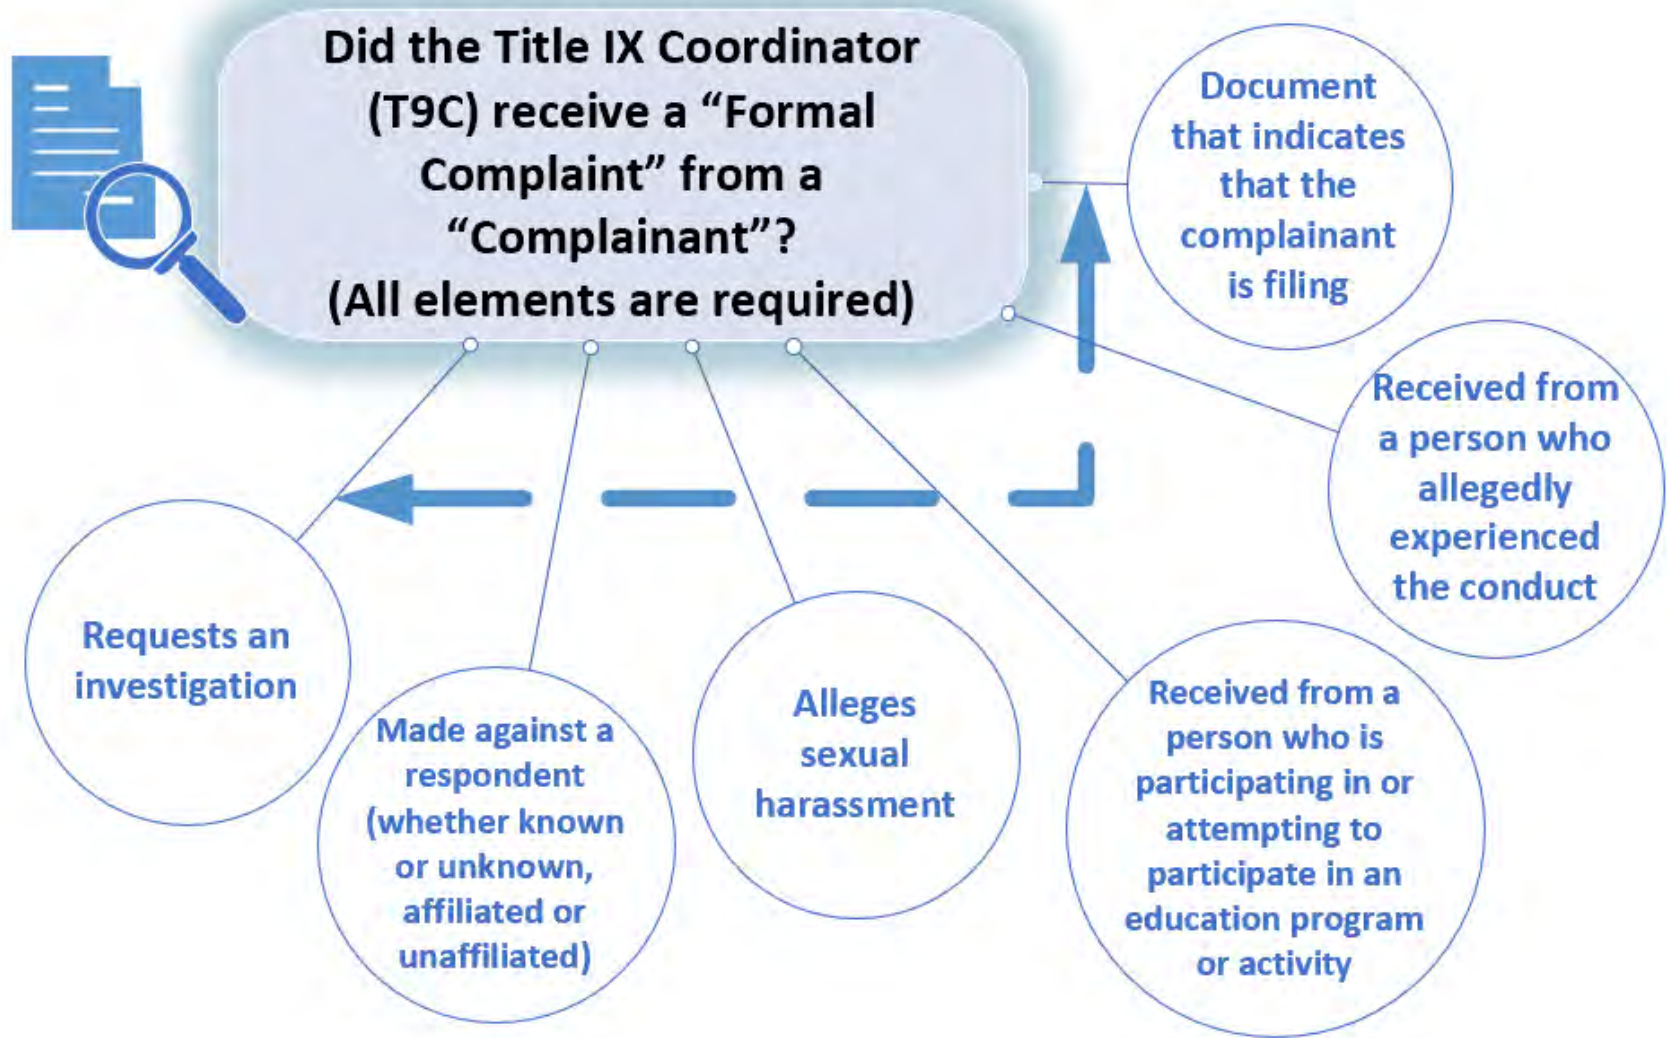 Did the Title IX Coordinator
(T9C) receive a “Formal
Complaint” from a
“Complainant”?
(All elements are required)
Document
that indicates
that the
complainant
is filing
Received from
a person who
allegedly
experienced
the conduct
Received from a
person who is
participating in or
attempting to
participate in an
education program
or activity
Alleges
sexual
harassment
Made against a
respondent
(whether known
or unknown,
affiliated or
unaffiliated)
Requests an
investigation